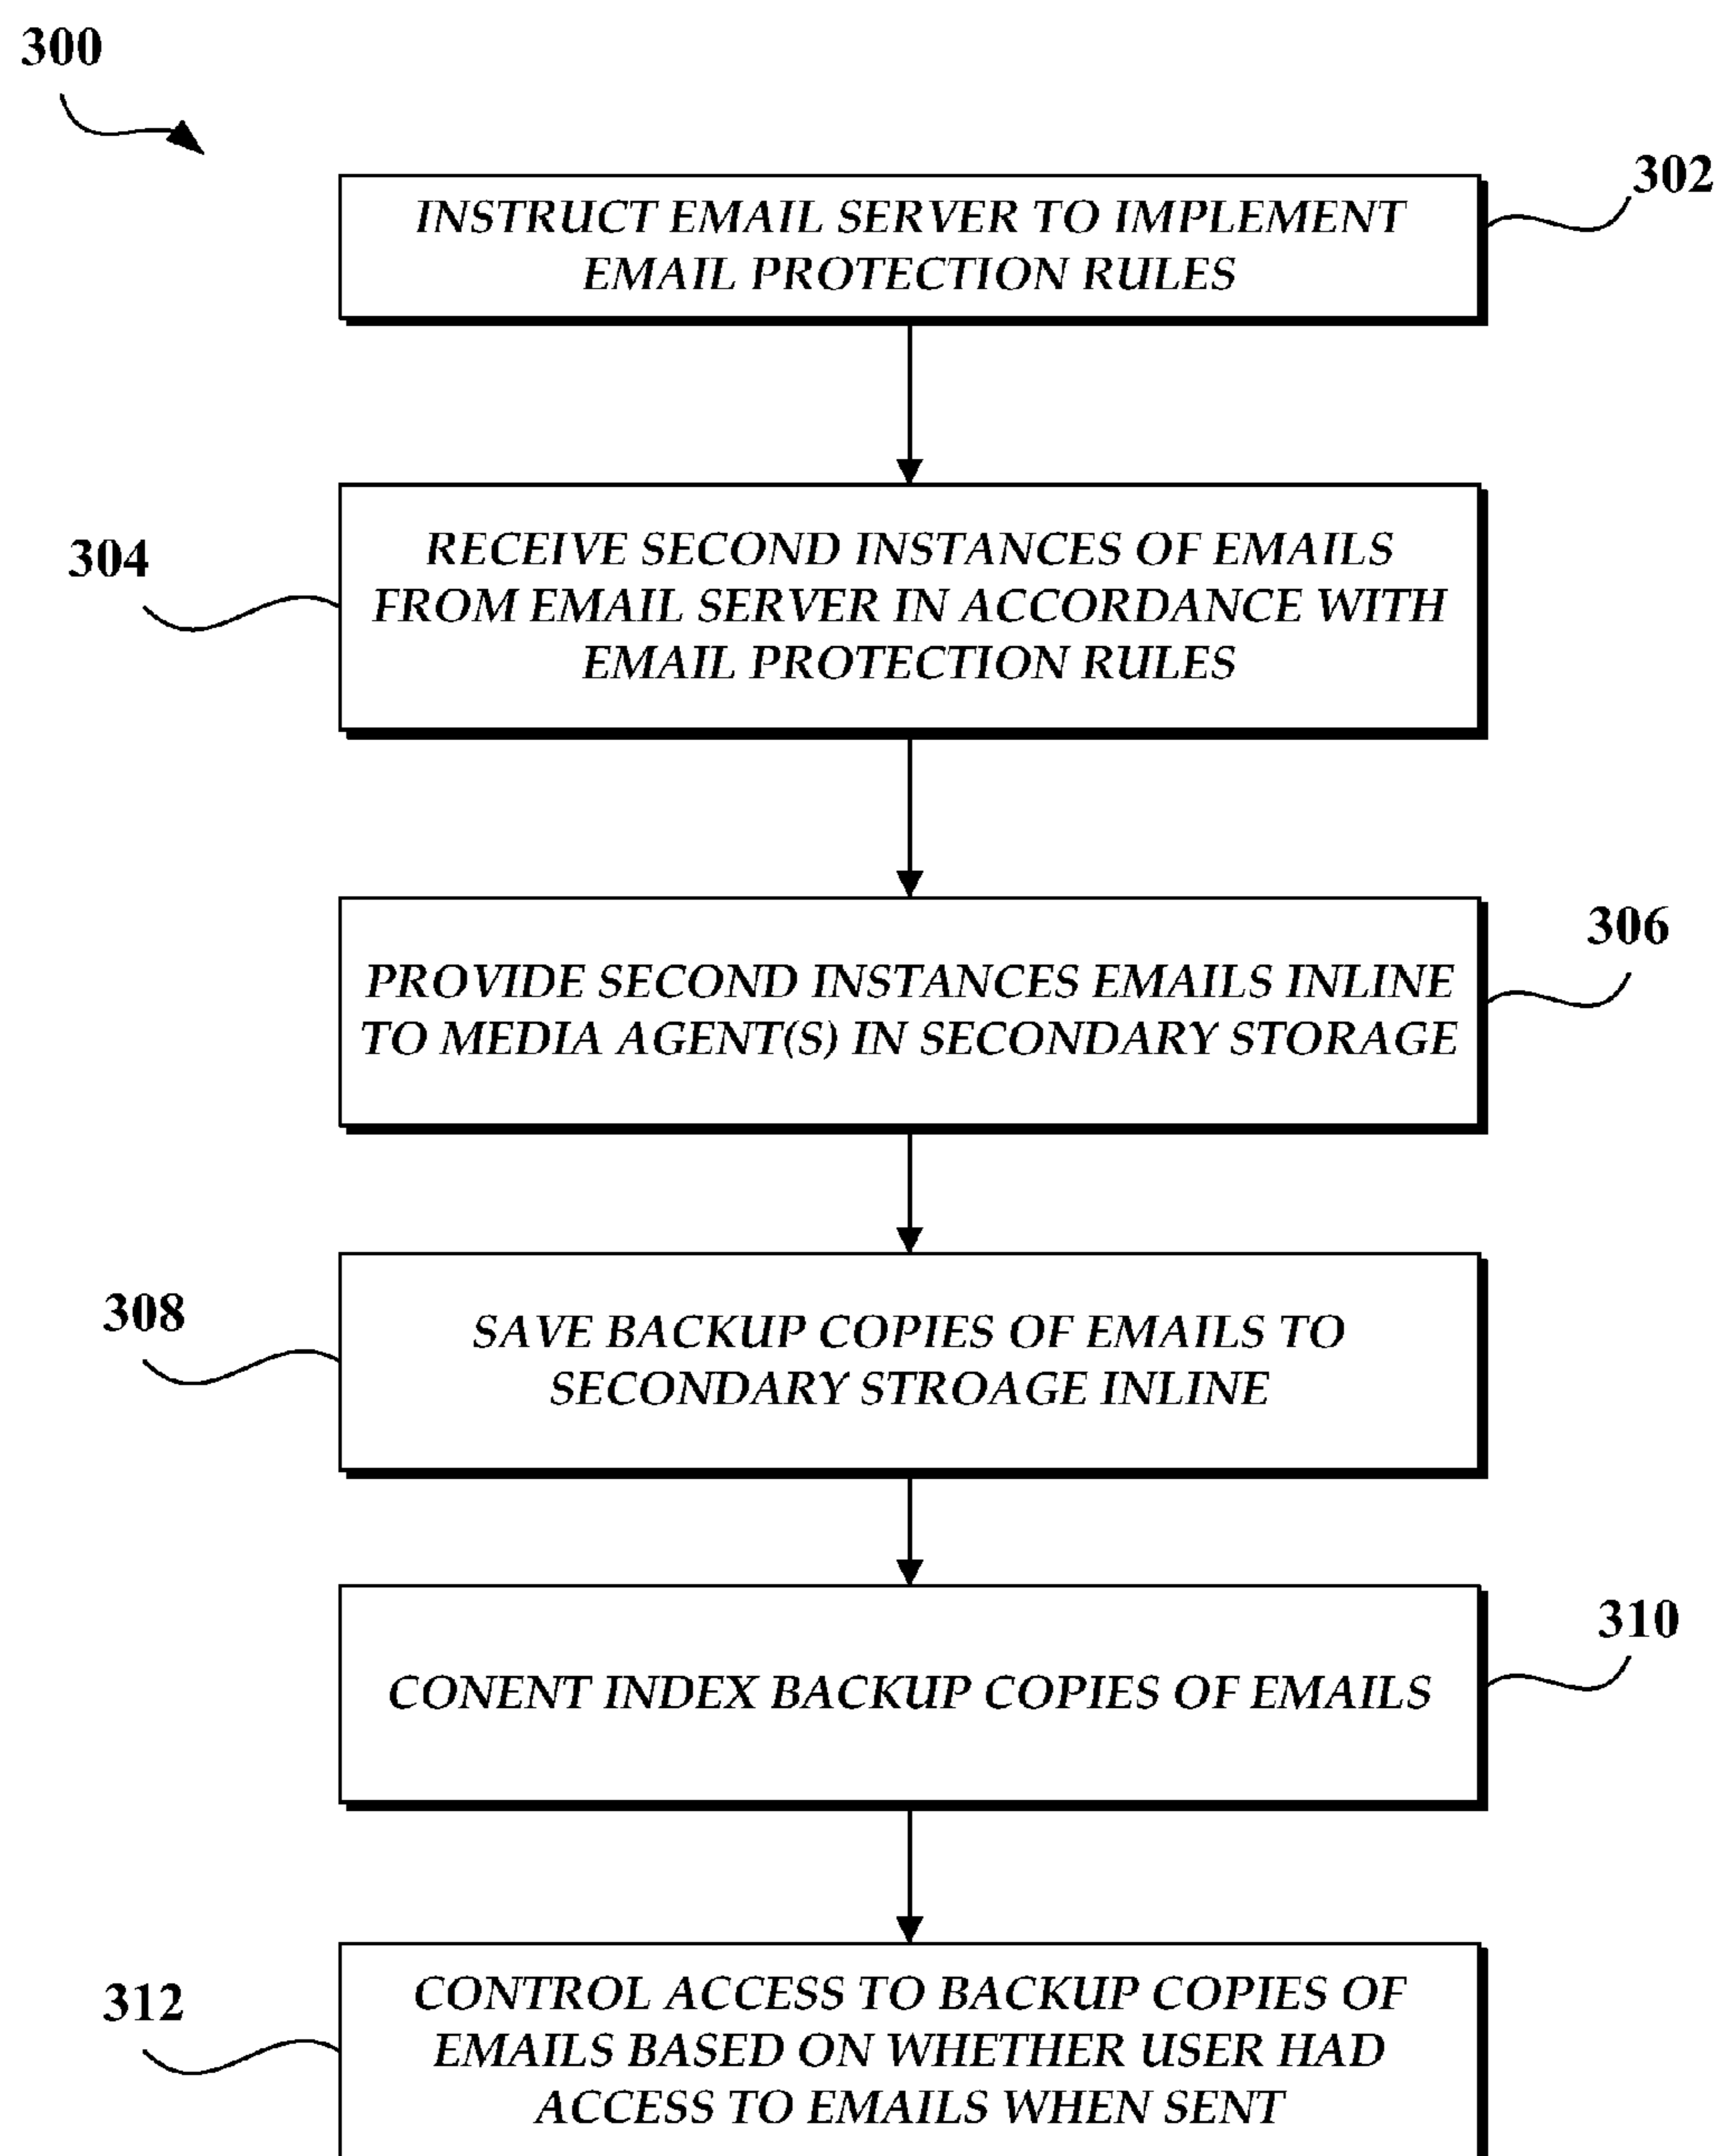 300
302
INSTRUCT EMAIL SERVER TO IMPLEMENT
EMAIL PROTECTION RULES
304
RECEIVE SECOND INSTANCES OF EMAILS
FROM EMAIL SERVER IN ACCORDANCE WITH
EMAIL PROTECTION RULES
306
PROVIDE SECOND INSTANCES EMAILS INLINE
TO MEDIA AGENT(S) IN SECONDARY STORAGE
308
SAVE BACKUP COPIES OF EMAILS TO
SECONDARY STROAGE INLINE
310
CONENT INDEX BACKUP COPIES OF EMAILS
312
CONTROL ACCESS TO BACKUP COPIES OF
EMAILS BASED ON WHETHER USER HAD
ACCESS TO EMAILS WHEN SENT